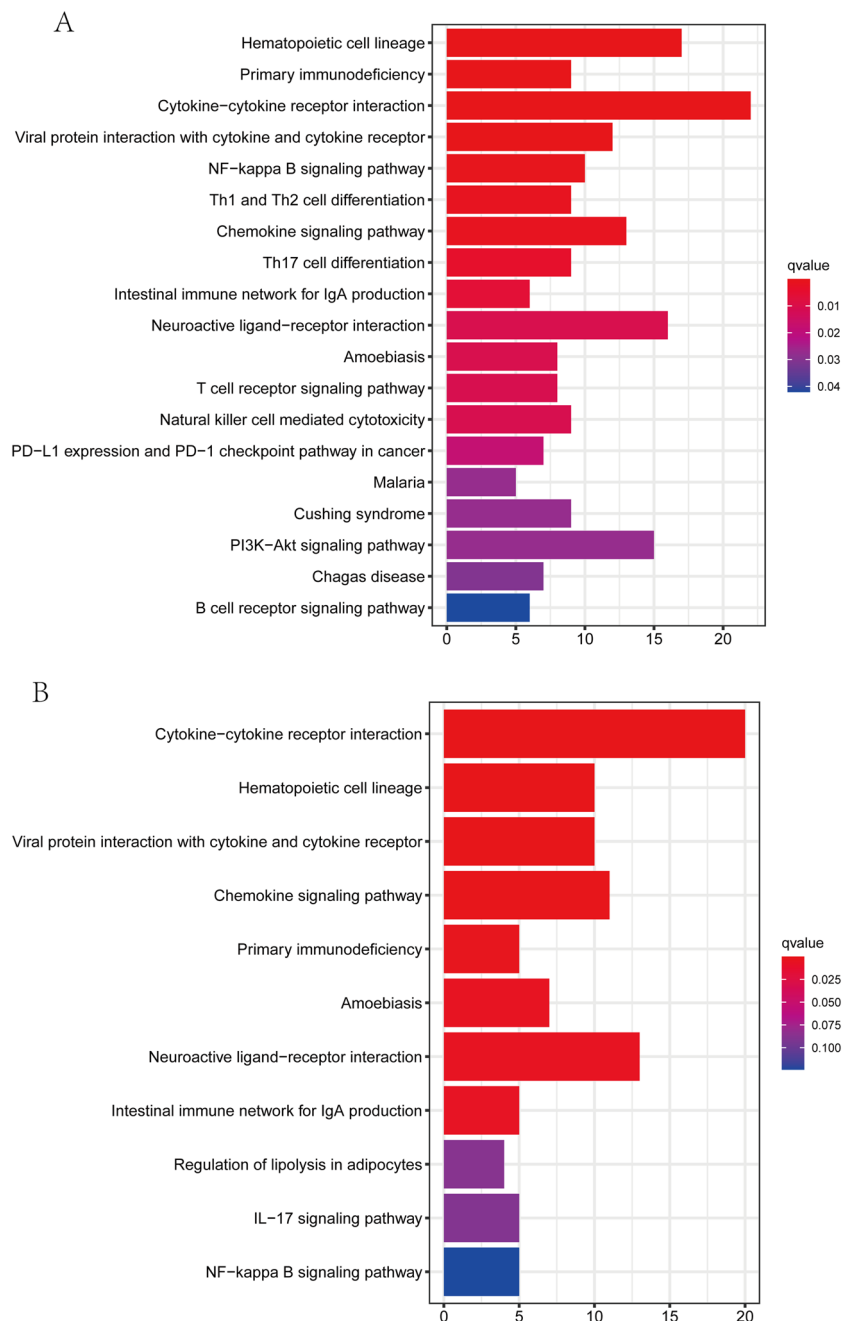 A
Hematopoietic cell lineage
Primary immunodeficiency
Cytokine−cytokine receptor interaction
Viral protein interaction with cytokine and cytokine receptor
NF−kappa B signaling pathway
Th1 and Th2 cell differentiation
Chemokine signaling pathway
Th17 cell differentiation
Intestinal immune network for IgA production
Neuroactive ligand−receptor interaction
Amoebiasis
T cell receptor signaling pathway
Natural killer cell mediated cytotoxicity
PD−L1 expression and PD−1 checkpoint pathway in cancer
Malaria
Cushing syndrome
PI3K−Akt signaling pathway
Chagas disease
B cell receptor signaling pathway
0 5 10 15 20
qvalue
0.01
0.02
0.03
0.04
B
Cytokine−cytokine receptor interaction
Hematopoietic cell lineage
Viral protein interaction with cytokine and cytokine receptor
Chemokine signaling pathway
Primary immunodeficiency
Amoebiasis
Neuroactive ligand−receptor interaction
Intestinal immune network for IgA production
Regulation of lipolysis in adipocytes
IL−17 signaling pathway
NF−kappa B signaling pathway
0 5 10 15 20
qvalue
0.025
0.050
0.075
0.100